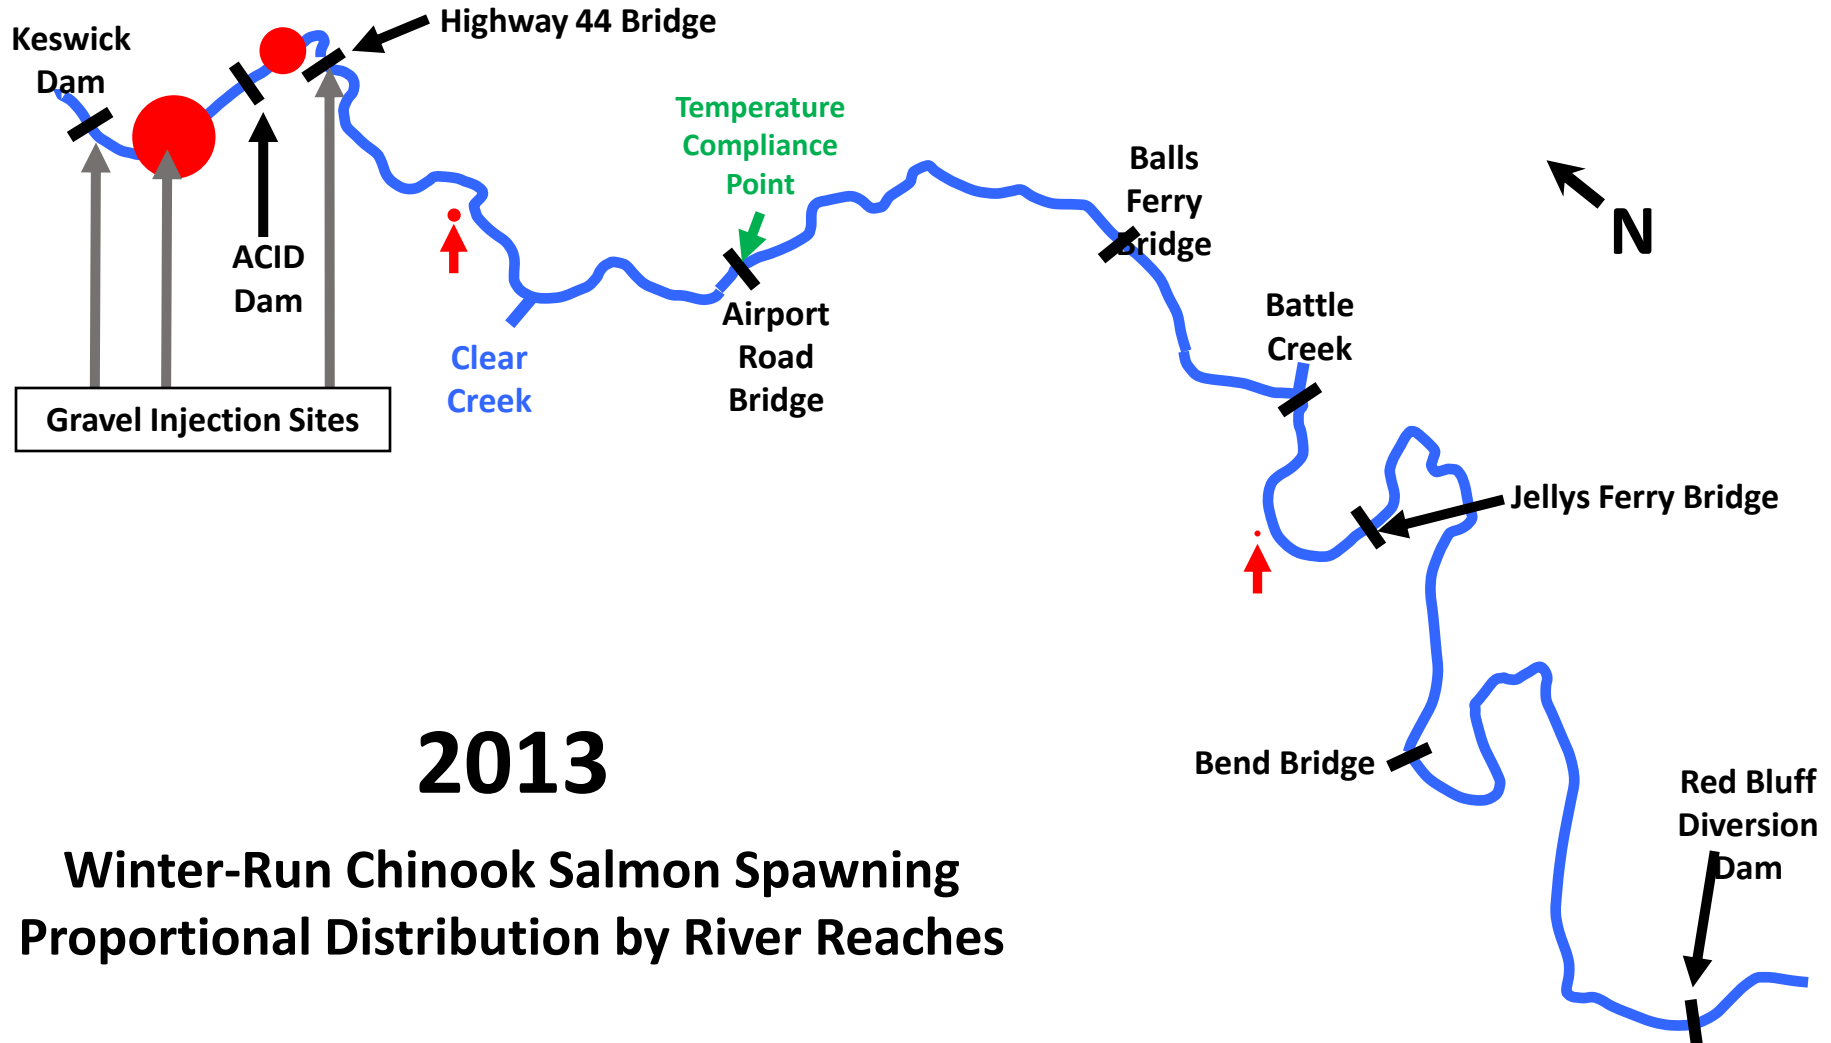 Keswick
Dam
Highway 44 Bridge
Temperature
Compliance
Point
ACID
Dam
Gravel Injection Sites
Clear
Creek
Airport
Road
Bridge
Balls
Ferry
Bridge
N
Battle
Creek
Jellys Ferry Bridge
Bend Bridge
Red Bluff
Diversion
Dam
2013
Winter-Run Chinook Salmon Spawning
Proportional Distribution by River Reaches